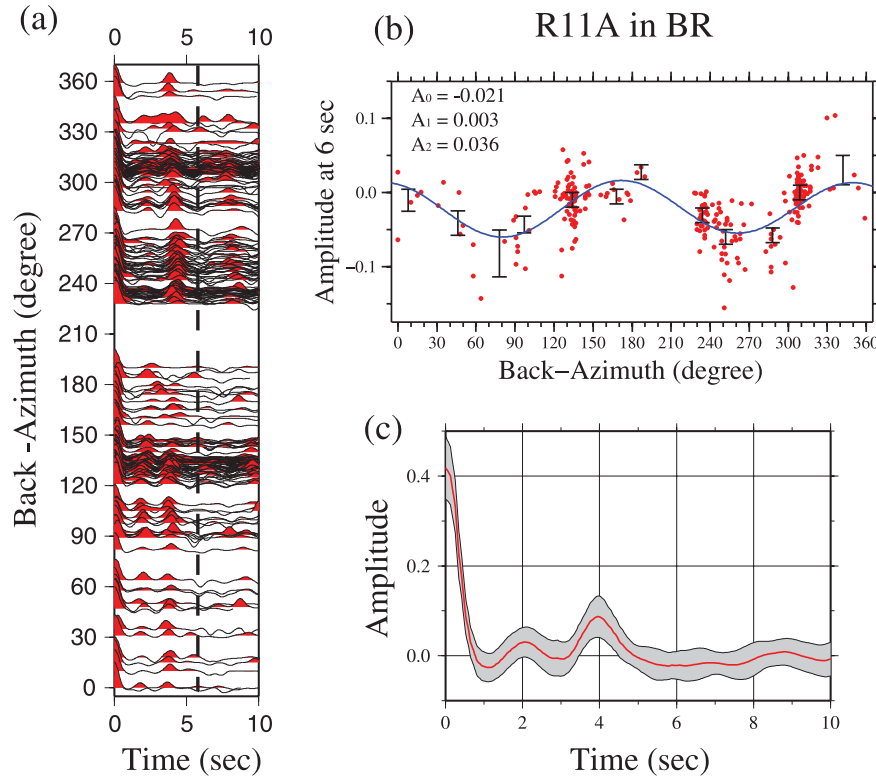 (a)
0 5 10
360
330
300
270
240
210
180
150
120
90
60
30
0
Back -Azimuth (degree)
0 5 10
Time (sec)
R11A in BR
(b)
A0 = -0.021
A1 = 0.003
A2 = 0.036
0.1
0.0
−0.1
Amplitude at 6 sec
0 30 60 90 120 150 180 210 240 270 300 330 360
Back−Azimuth (degree)
(c)
0.4
0.2
0.0
Amplitude
0 2 4 6 8 10
Time (sec)